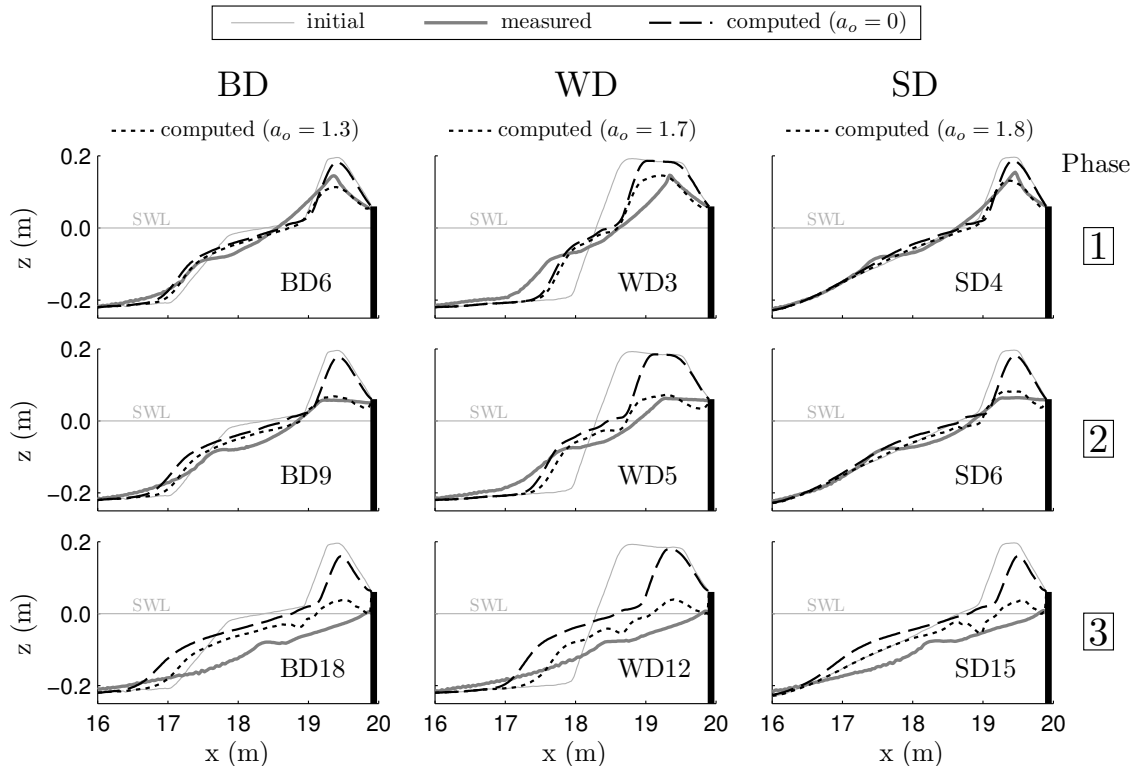 initial measured computed (a_o = 0)
BD WD SD
computed (a_o = 1.3) computed (a_o = 1.7) computed (a_o = 1.8)
Phase
0.2
0.0
−0.2
z (m)
SWL SWL SWL
BD6 WD3 SD4
1
0.2
0.0
−0.2
z (m)
SWL SWL SWL
BD9 WD5 SD6
2
0.2
0.0
−0.2
z (m)
SWL SWL SWL
BD18 WD12 SD15
3
16 17 18 19 20 16 17 18 19 20 16 17 18 19 20
x (m) x (m) x (m)